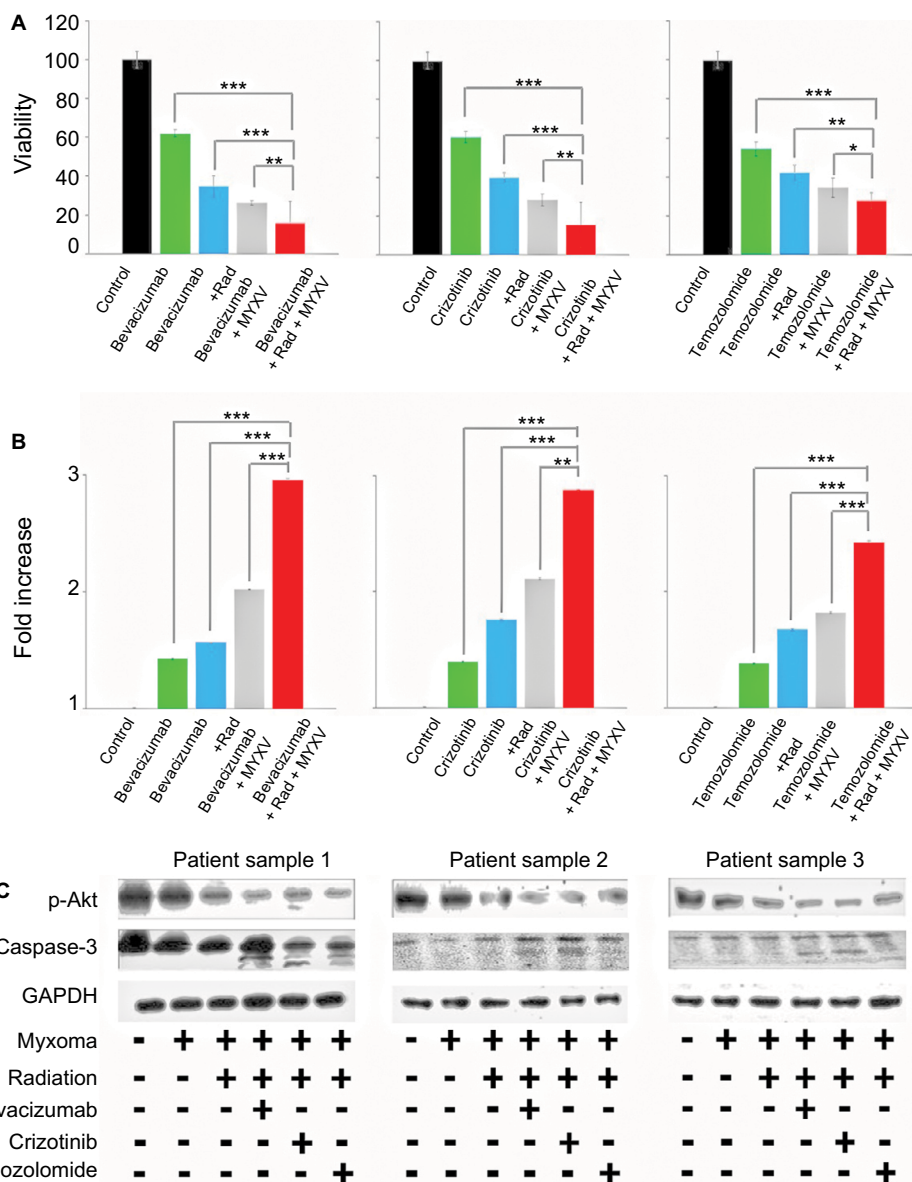 A
120
100
80
60
40
20
0
Viability
*** *** **
*** *** **
*** ** *
Control
Bevacizumab
Bevacizumab
+Rad
Bevacizumab
+ MYXV
Bevacizumab
+ Rad + MYXV
Control
Crizotinib
Crizotinib
+Rad
Crizotinib
+ MYXV
Crizotinib
+ Rad + MYXV
Control
Temozolomide
Temozolomide
+Rad
Temozolomide
+ MYXV
Temozolomide
+ Rad + MYXV
B
3
2
1
Fold increase
*** *** ***
*** *** **
*** *** ***
Control
Bevacizumab
Bevacizumab
+Rad
Bevacizumab
+ MYXV
Bevacizumab
+ Rad + MYXV
Control
Crizotinib
Crizotinib
+Rad
Crizotinib
+ MYXV
Crizotinib
+ Rad + MYXV
Control
Temozolomide
Temozolomide
+Rad
Temozolomide
+ MYXV
Temozolomide
+ Rad + MYXV
Patient sample 1 Patient sample 2 Patient sample 3
C
p-Akt
Caspase-3
GAPDH
Myxoma - + + + + + - + + + + + - + + + + +
Radiation - - + + + + - - + + + + - - + + + +
vacizumab - - - + - - - - - + - - - - - + - -
Crizotinib - - - - + - - - - - + - - - - - + -
ozolomide - - - - - + - - - - - + - - - - - +